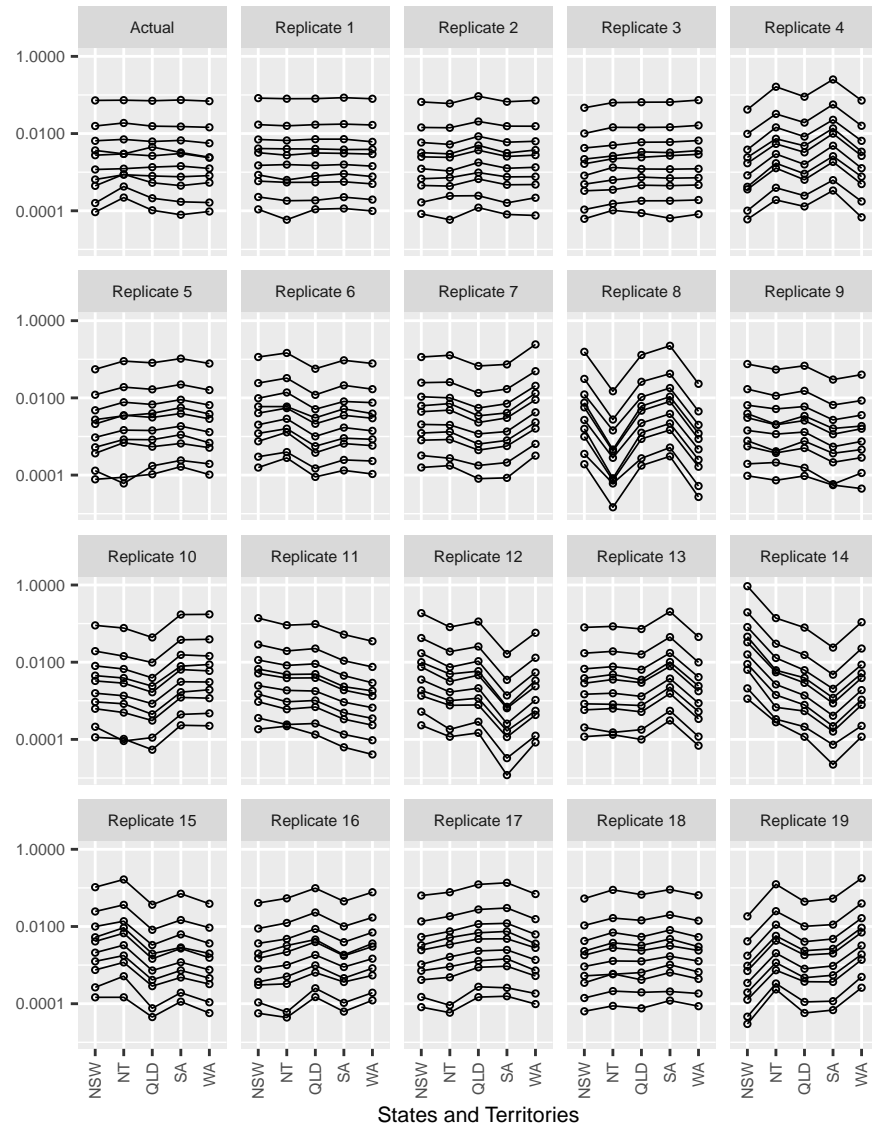 Actual Replicate 1 Replicate 2 Replicate 3 Replicate 4
1.0000
0.0100
0.0001
Replicate 5 Replicate 6 Replicate 7 Replicate 8 Replicate 9
1.0000
0.0100
0.0001
Replicate 10 Replicate 11 Replicate 12 Replicate 13 Replicate 14
1.0000
0.0100
0.0001
Replicate 15 Replicate 16 Replicate 17 Replicate 18 Replicate 19
1.0000
0.0100
0.0001
NSW NT QLD SA WA NSW NT QLD SA WA NSW NT QLD SA WA NSW NT QLD SA WA NSW NT QLD SA WA
States and Territories